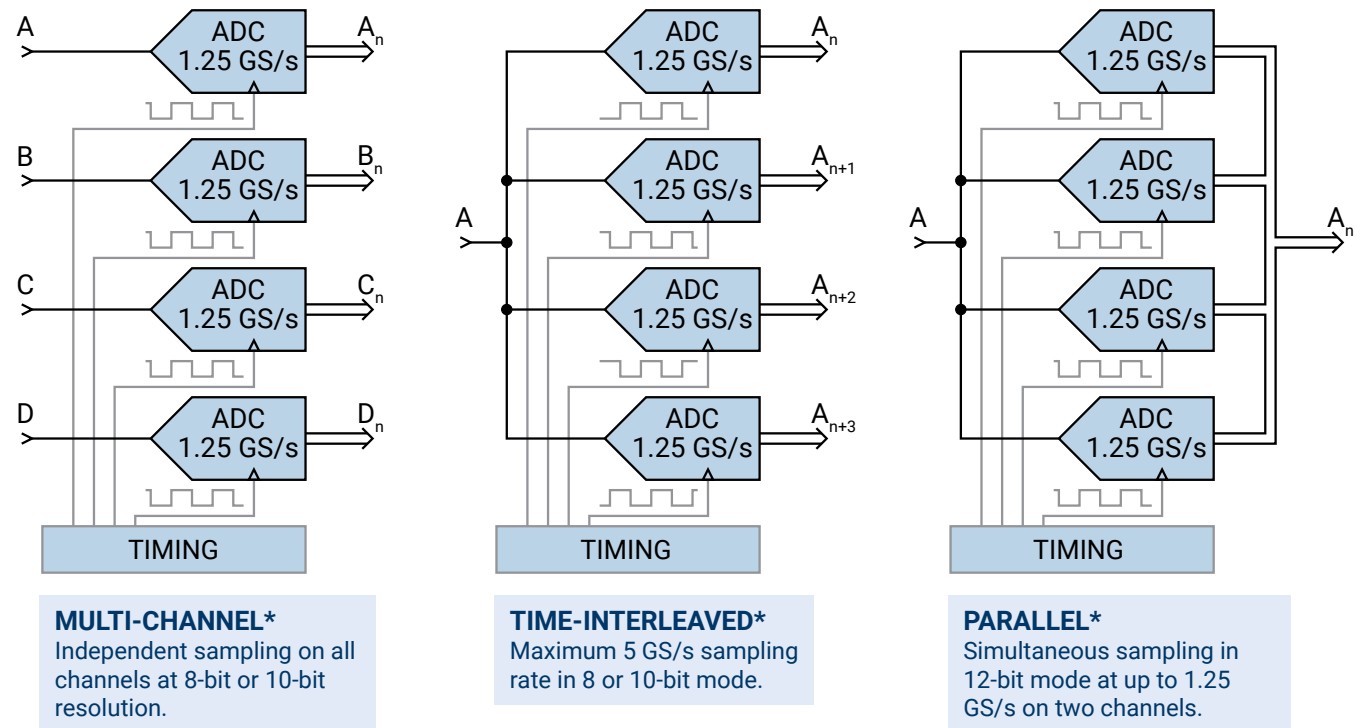 A
ADC
1.25 GS/s
An
B
ADC
1.25 GS/s
Bn
C
ADC
1.25 GS/s
Cn
D
ADC
1.25 GS/s
Dn
TIMING
MULTI-CHANNEL*
Independent sampling on all
channels at 8-bit or 10-bit
resolution.
A
ADC
1.25 GS/s
An
ADC
1.25 GS/s
An+1
ADC
1.25 GS/s
An+2
ADC
1.25 GS/s
An+3
TIMING
TIME-INTERLEAVED*
Maximum 5 GS/s sampling
rate in 8 or 10-bit mode.
A
ADC
1.25 GS/s
ADC
1.25 GS/s
ADC
1.25 GS/s
ADC
1.25 GS/s
An
TIMING
PARALLEL*
Simultaneous sampling in
12-bit mode at up to 1.25
GS/s on two channels.